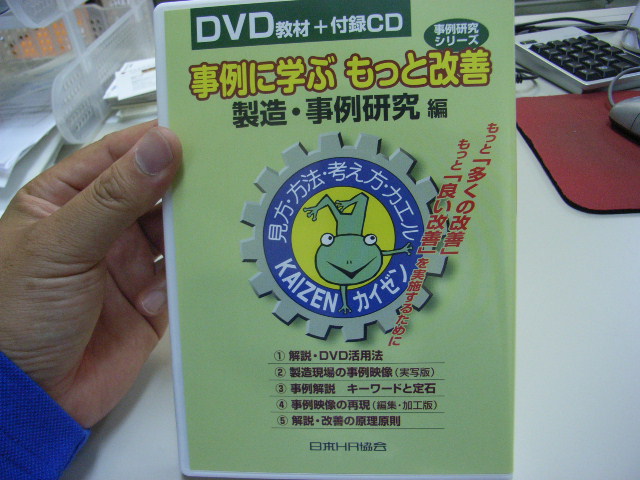 DVD教材＋付録CD
事例研究
シリーズ
事例に学ぶ もっと改善
製造・事例研究 編
見方・方法・考え方・カエル
KAIZEN カイゼン
もっと「多くの改善」
もっと「良い改善」を実施するために
① 解説・DVD活用法
② 製造現場の事例映像（実写版）
③ 事例解説 キーワードと定石
④ 事例映像の再現（編集・加工版）
⑤ 解説・改善の原理原則
日本HR協会